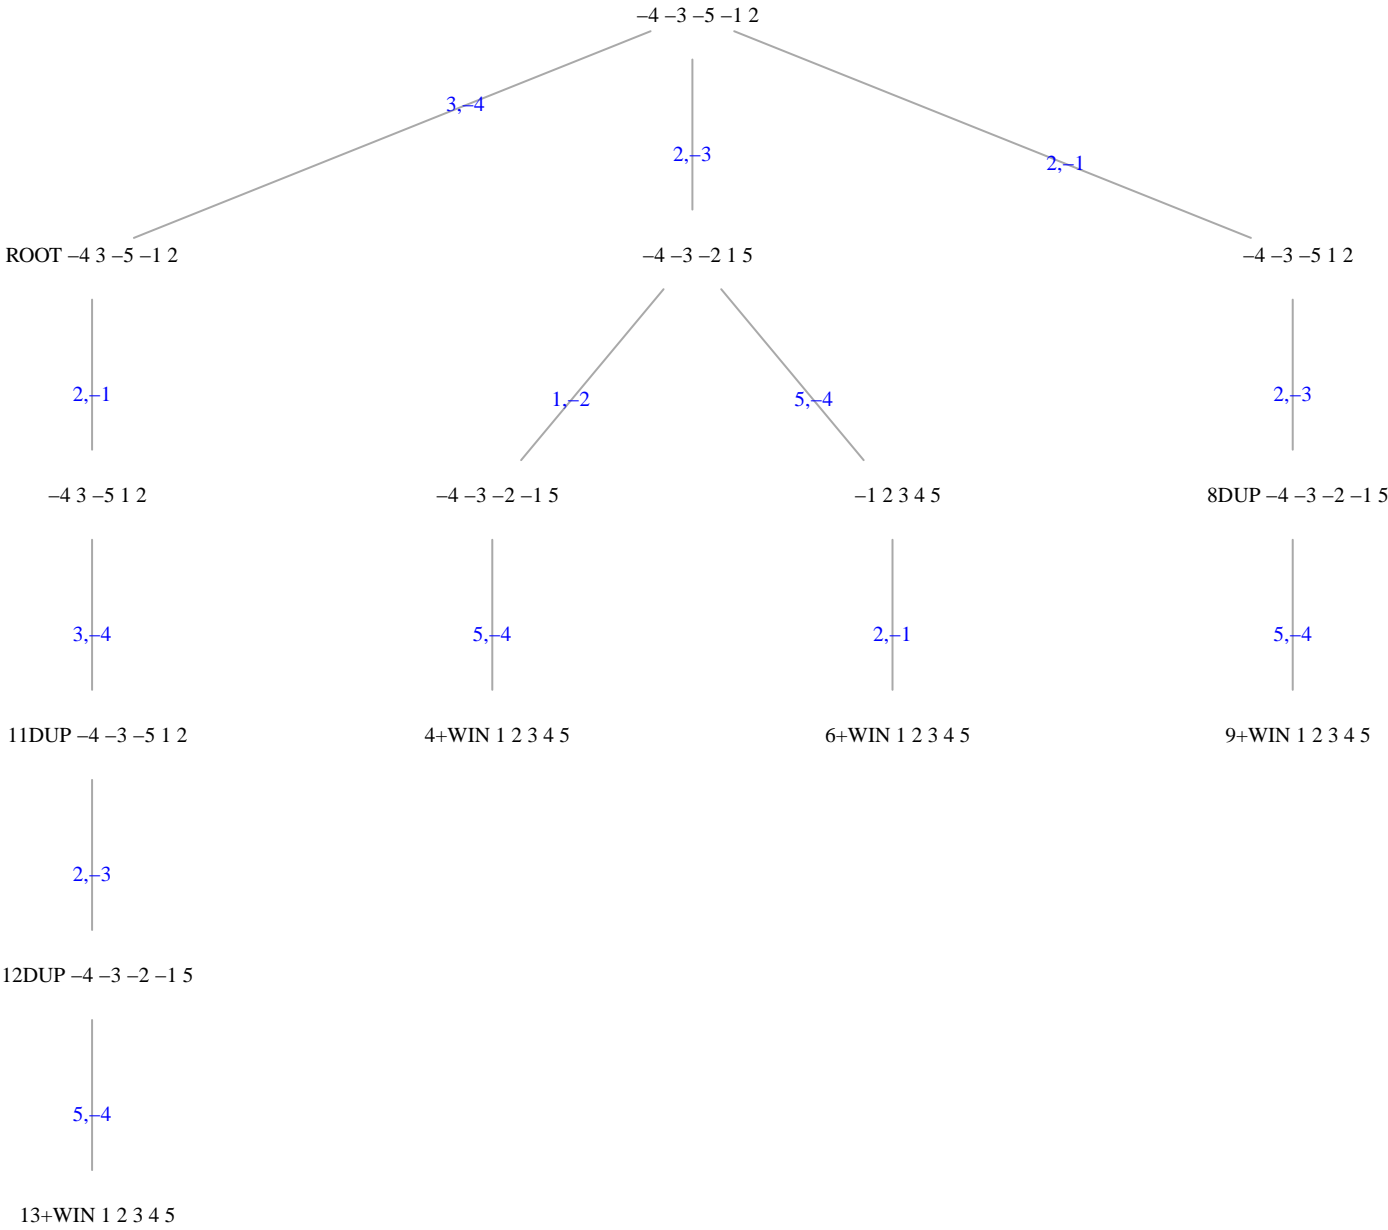 –4 –3 –5 –1 2
3,–4
2,–3
2,–1
ROOT –4 3 –5 –1 2
–4 –3 –2 1 5
–4 –3 –5 1 2
2,–1
1,–2
5,–4
2,–3
–4 3 –5 1 2
–4 –3 –2 –1 5
–1 2 3 4 5
8DUP –4 –3 –2 –1 5
3,–4
5,–4
2,–1
5,–4
11DUP –4 –3 –5 1 2
4+WIN 1 2 3 4 5
6+WIN 1 2 3 4 5
9+WIN 1 2 3 4 5
2,–3
12DUP –4 –3 –2 –1 5
5,–4
13+WIN 1 2 3 4 5